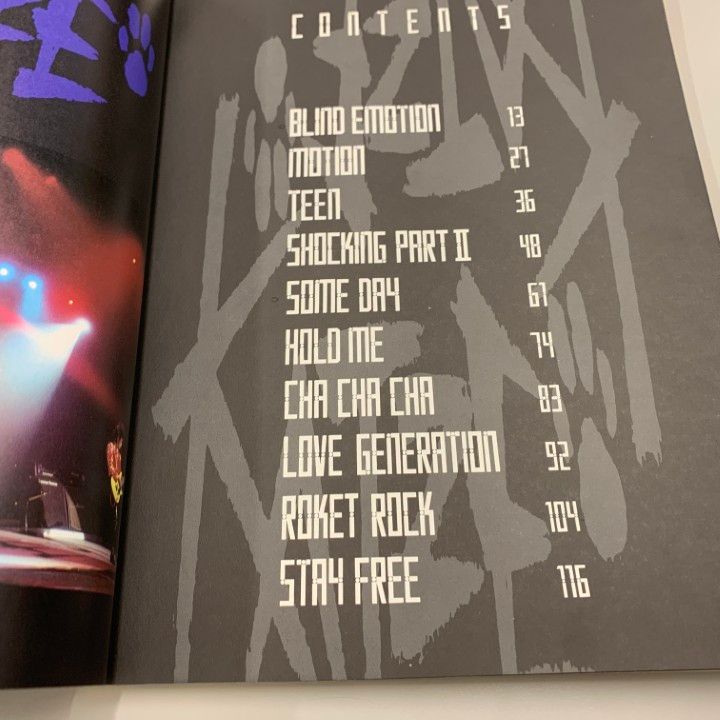 CONTENTS
BLIND EMOTION 13
MOTION 27
TEEN 36
SHOCKING PART II 48
SOME DAY 61
HOLD ME 74
CHA CHA CHA 83
LOVE GENERATION 92
ROKET ROCK 104
STAY FREE 116